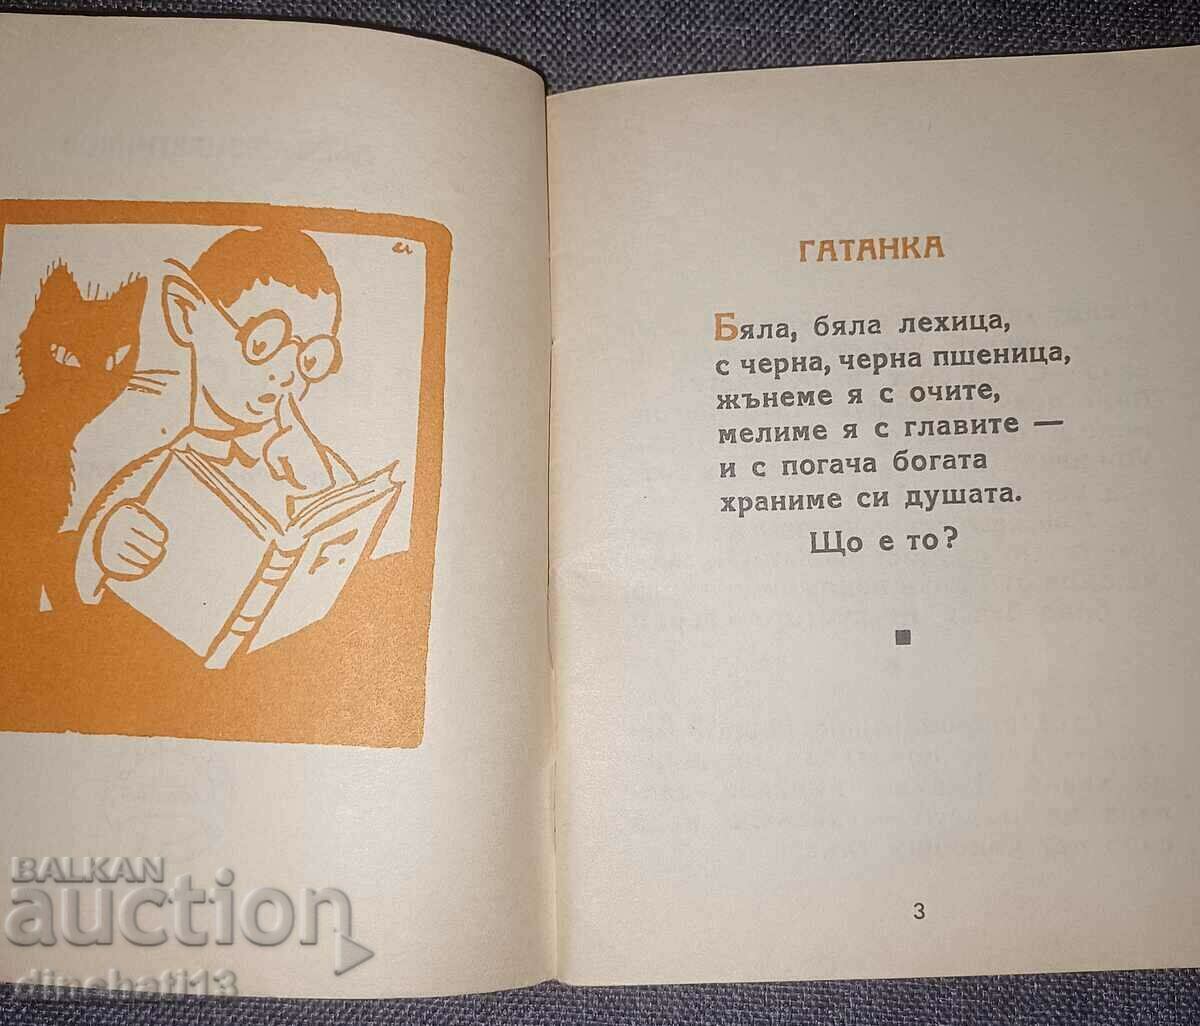 ГАТАНКА
Бяла, бяла лехица,
с черна, черна пшеница,
жънеме я с очите,
мелиме я с главите —
и с погача богата
храниме си душата.
Що е то?
3
BALKAN
auction
dinchati13